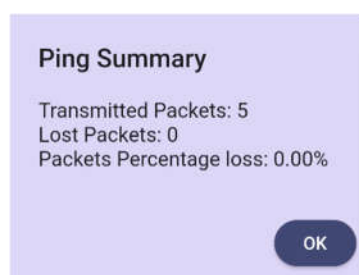 Ping Summary
Transmitted Packets: 5
Lost Packets: 0
Packets Percentage loss: 0.00%
OK